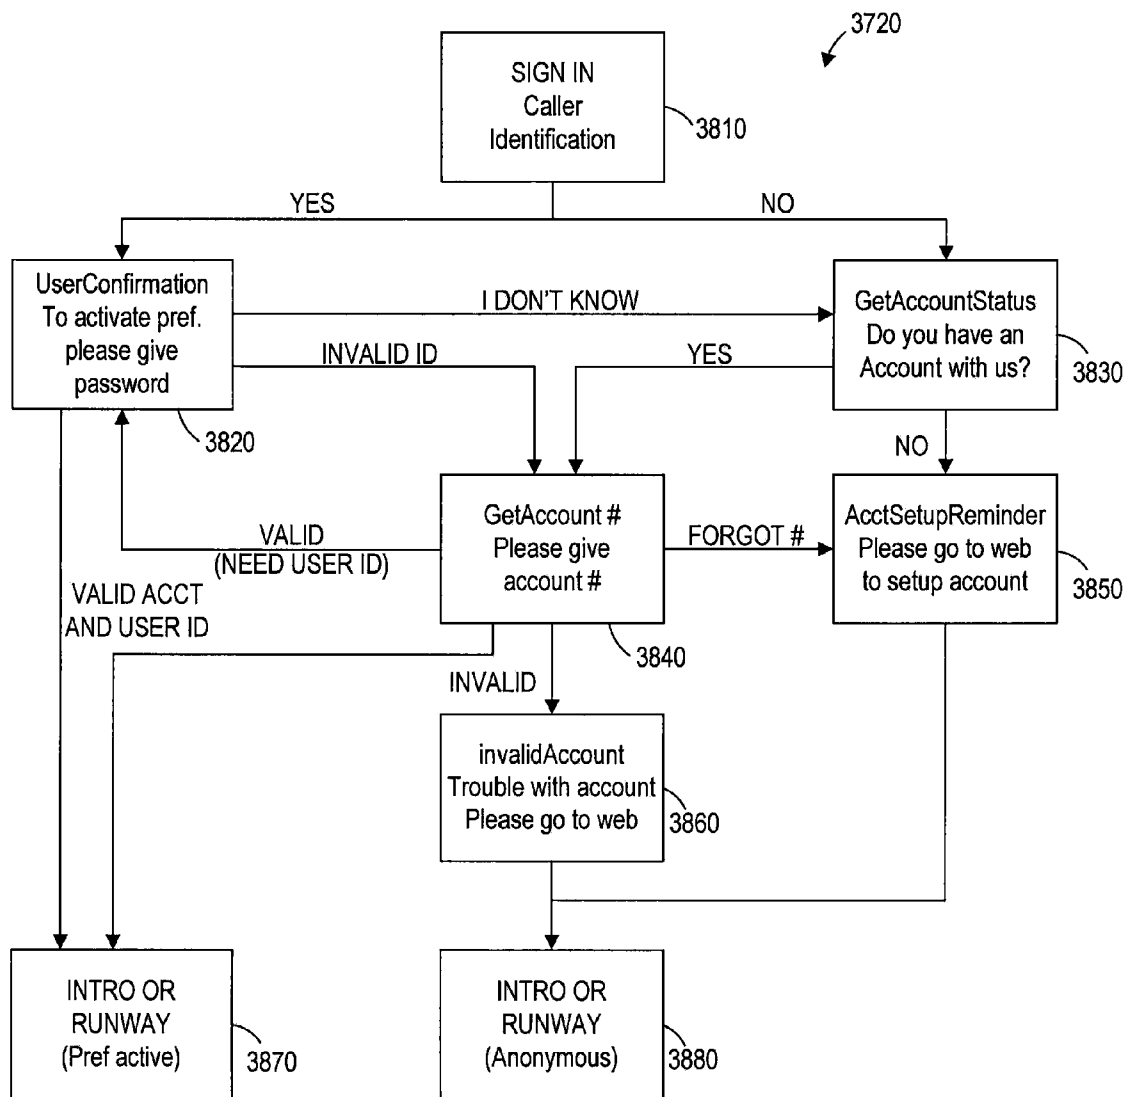 3720
SIGN IN
Caller
Identification
3810
YES
NO
UserConfirmation
To activate pref.
please give
password
3820
I DON'T KNOW
GetAccountStatus
Do you have an
Account with us?
3830
INVALID ID
YES
NO
GetAccount #
Please give
account #
3840
VALID
(NEED USER ID)
FORGOT #
AcctSetupReminder
Please go to web
to setup account
3850
VALID ACCT
AND USER ID
INVALID
invalidAccount
Trouble with account
Please go to web
3860
INTRO OR
RUNWAY
(Pref active)
3870
INTRO OR
RUNWAY
(Anonymous)
3880